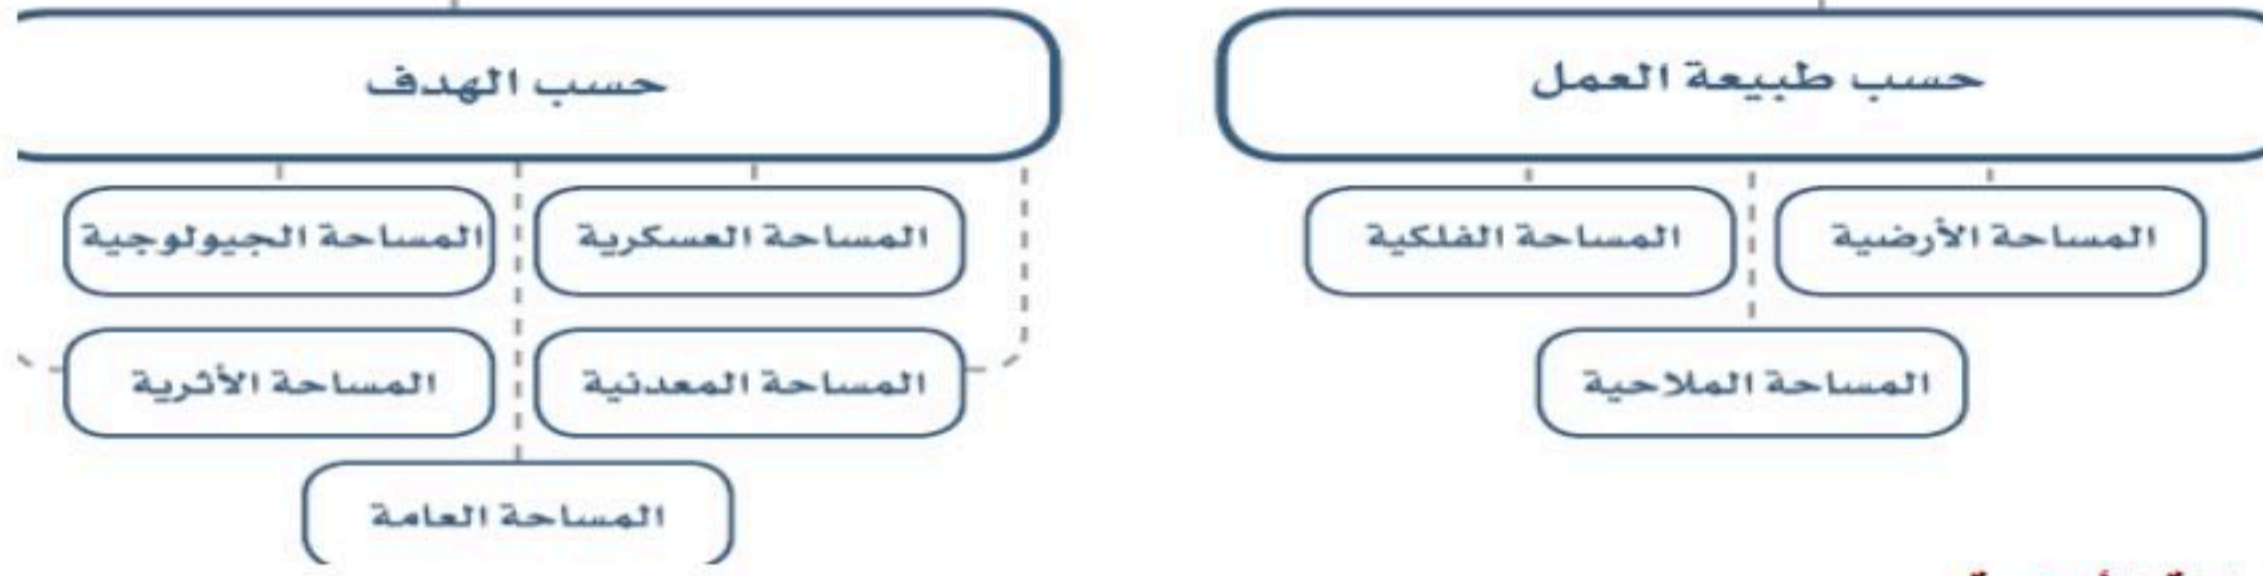 حسب طبيعة العمل
المساحة الأرضية
المساحة الفلكية
المساحة الملاحية
حسب الهدف
المساحة العسكرية
المساحة الجيولوجية
المساحة المعدنية
المساحة الأثرية
المساحة العامة